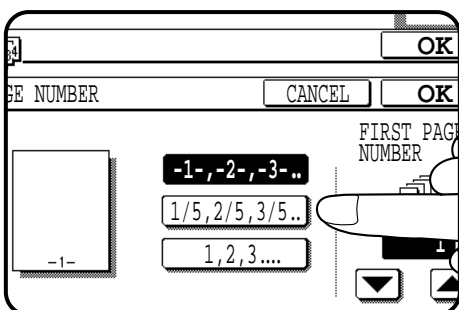 OK
GE NUMBER CANCEL OK
FIRST PAGE
NUMBER
-1-,-2-,-3-..
1/5,2/5,3/5..
1,2,3....
-1-
1